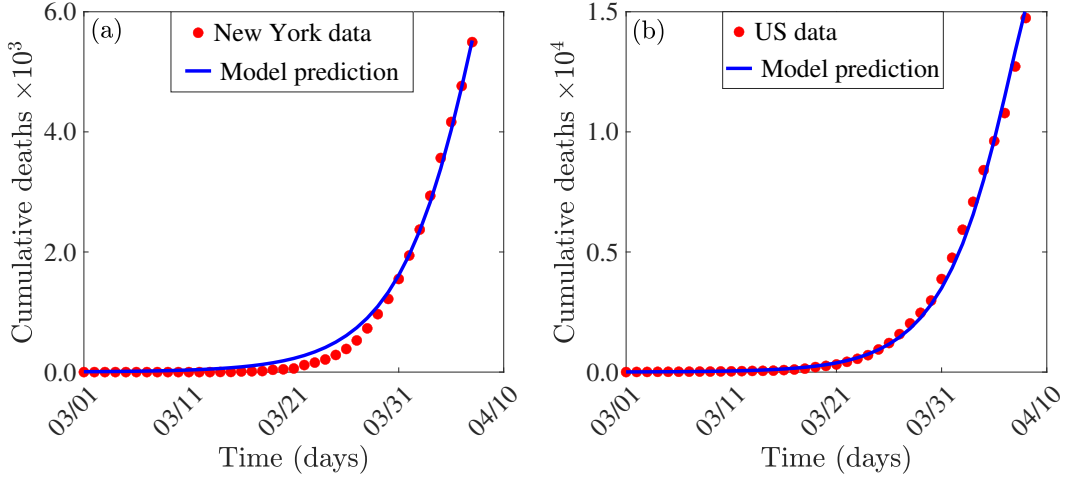 (a)
New York data
Model prediction
Cumulative deaths ×10³
6.0
4.0
2.0
0.0
03/01
03/11
03/21
03/31
04/10
Time (days)
(b)
US data
Model prediction
Cumulative deaths ×10⁴
1.5
1.0
0.5
0.0
03/01
03/11
03/21
03/31
04/10
Time (days)